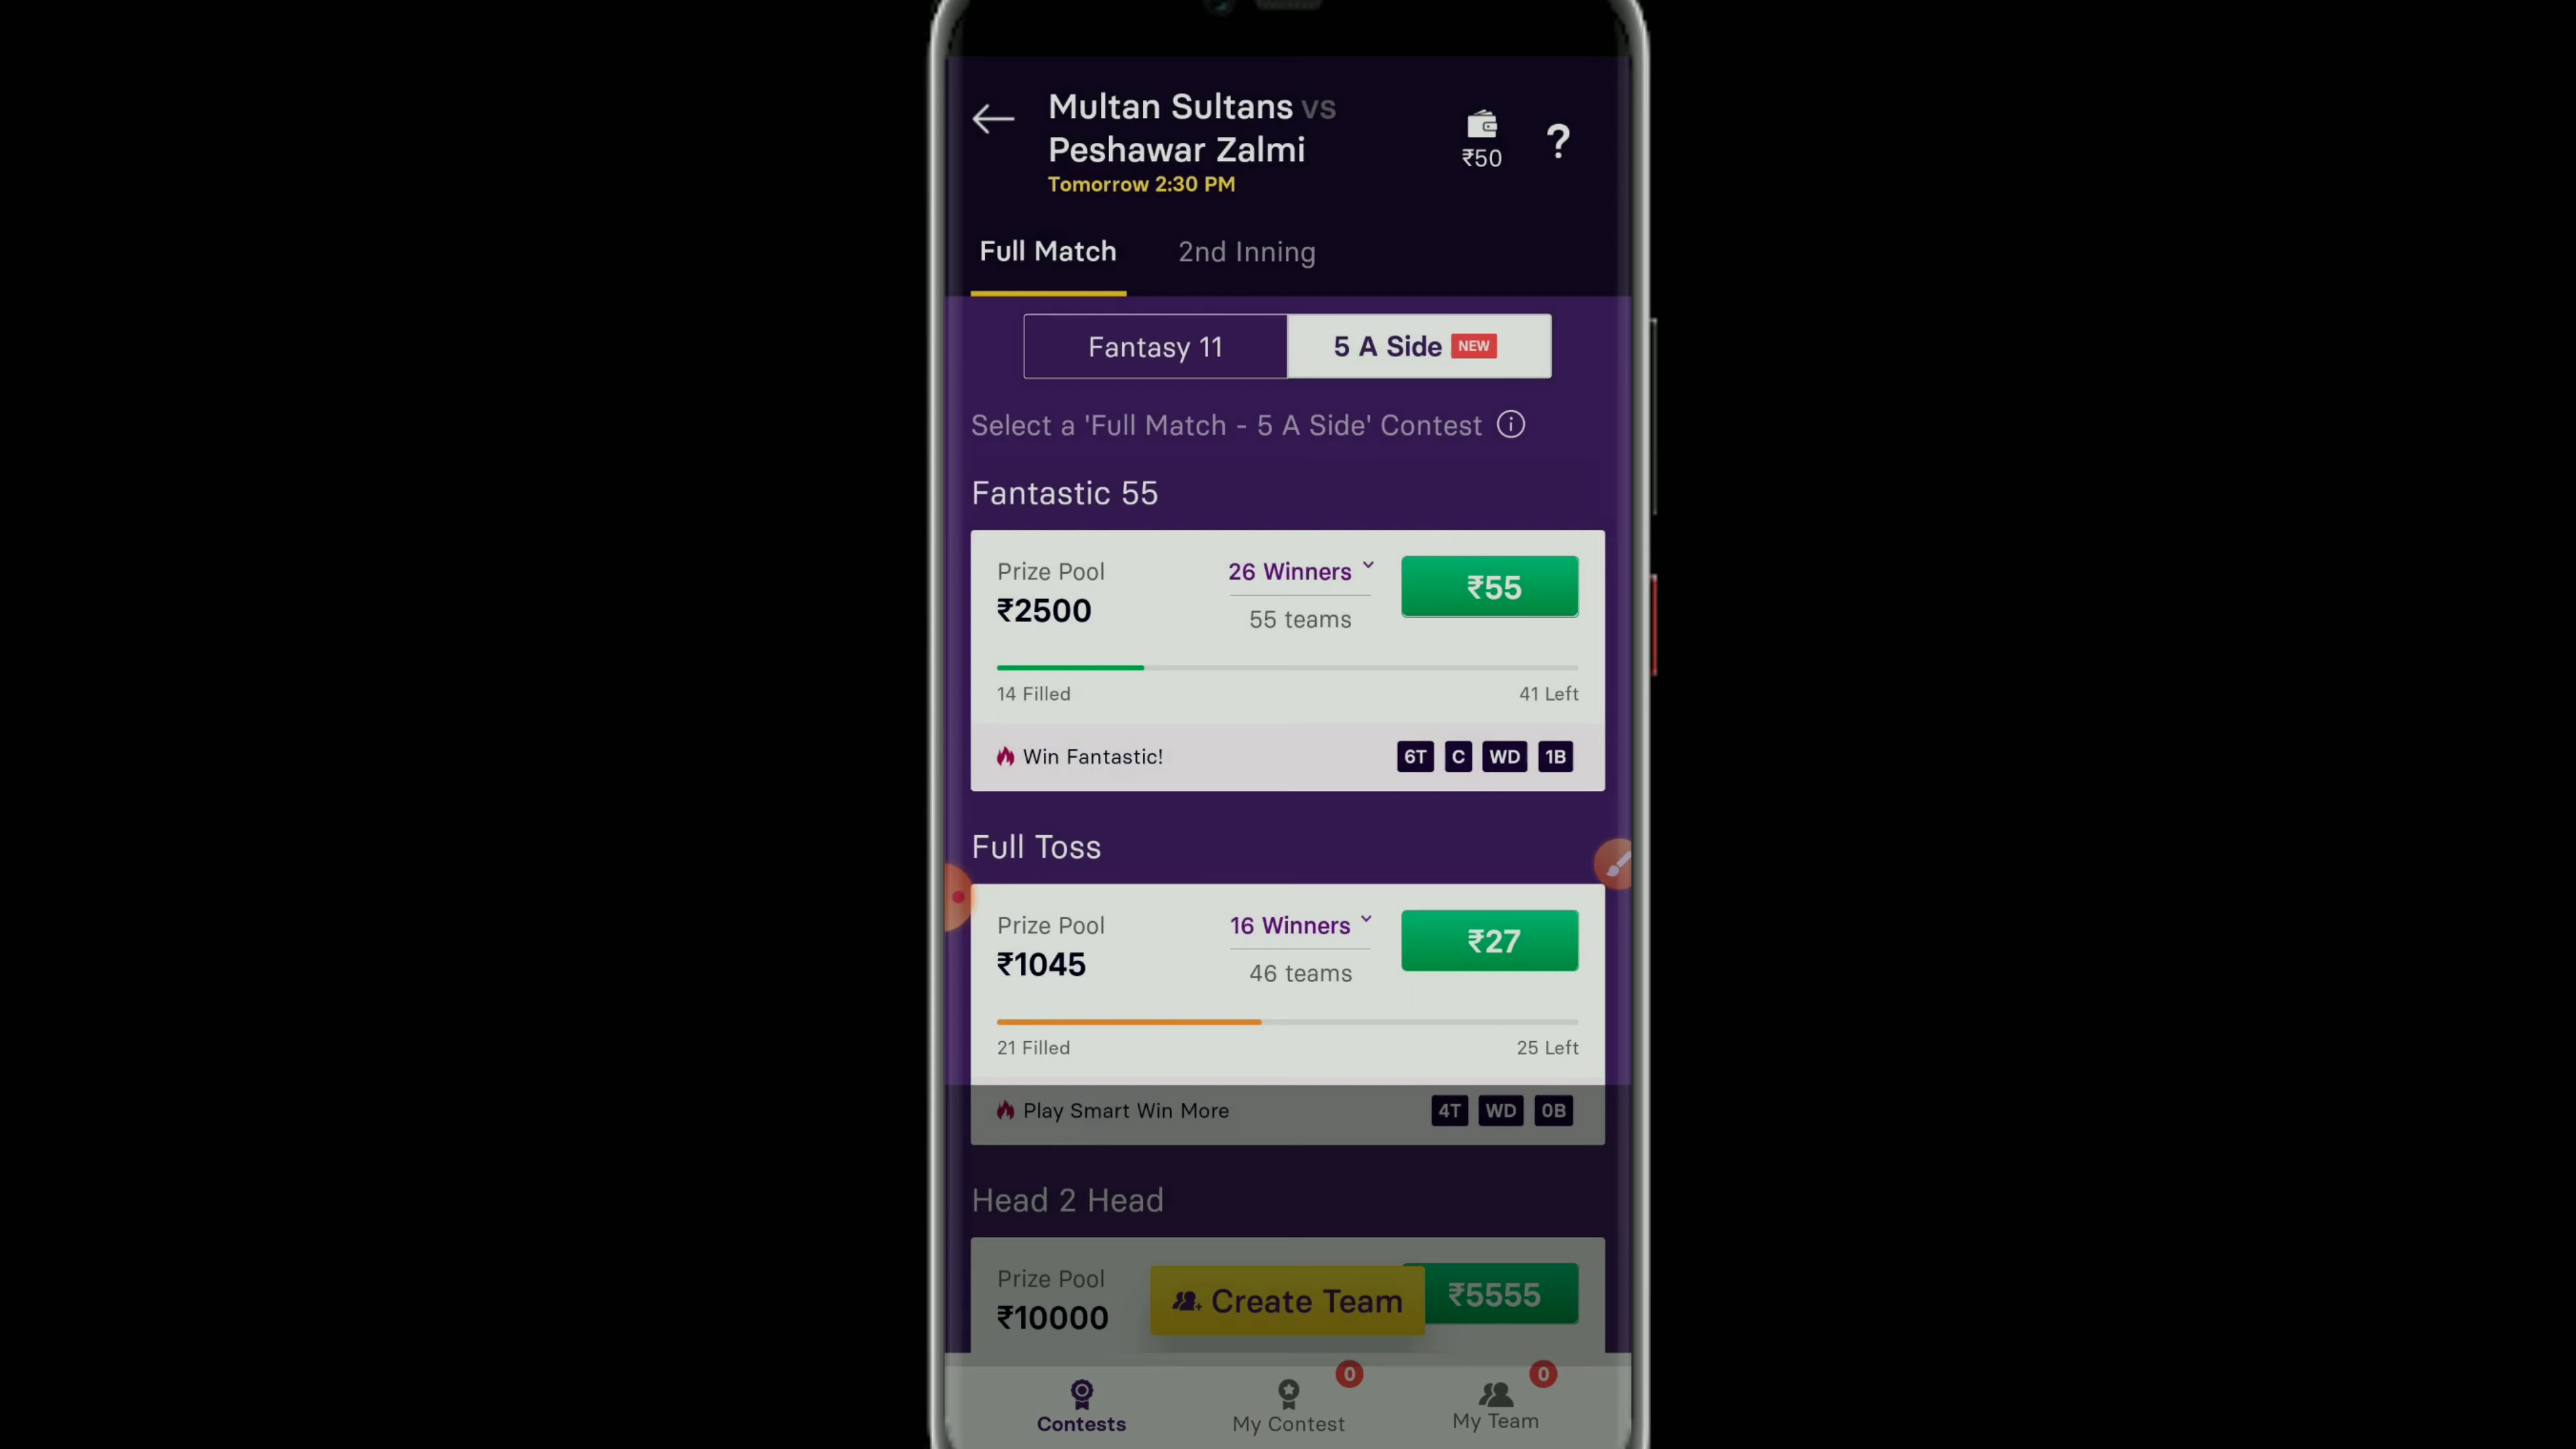 Multan Sultans vs
Peshawar Zalmi
Tomorrow 2:30 PM
₹50
?
Full Match
2nd Inning
Fantasy 11
5 A Side NEW
Select a 'Full Match - 5 A Side' Contest
Fantastic 55
Prize Pool
₹2500
26 Winners
55 teams
₹55
14 Filled
41 Left
Win Fantastic!
6T C WD 1B
Full Toss
Prize Pool
₹1045
16 Winners
46 teams
₹27
21 Filled
25 Left
Play Smart Win More
4T WD 0B
Head 2 Head
Prize Pool
₹10000
Create Team
₹5555
Contests
0
My Contest
0
My Team